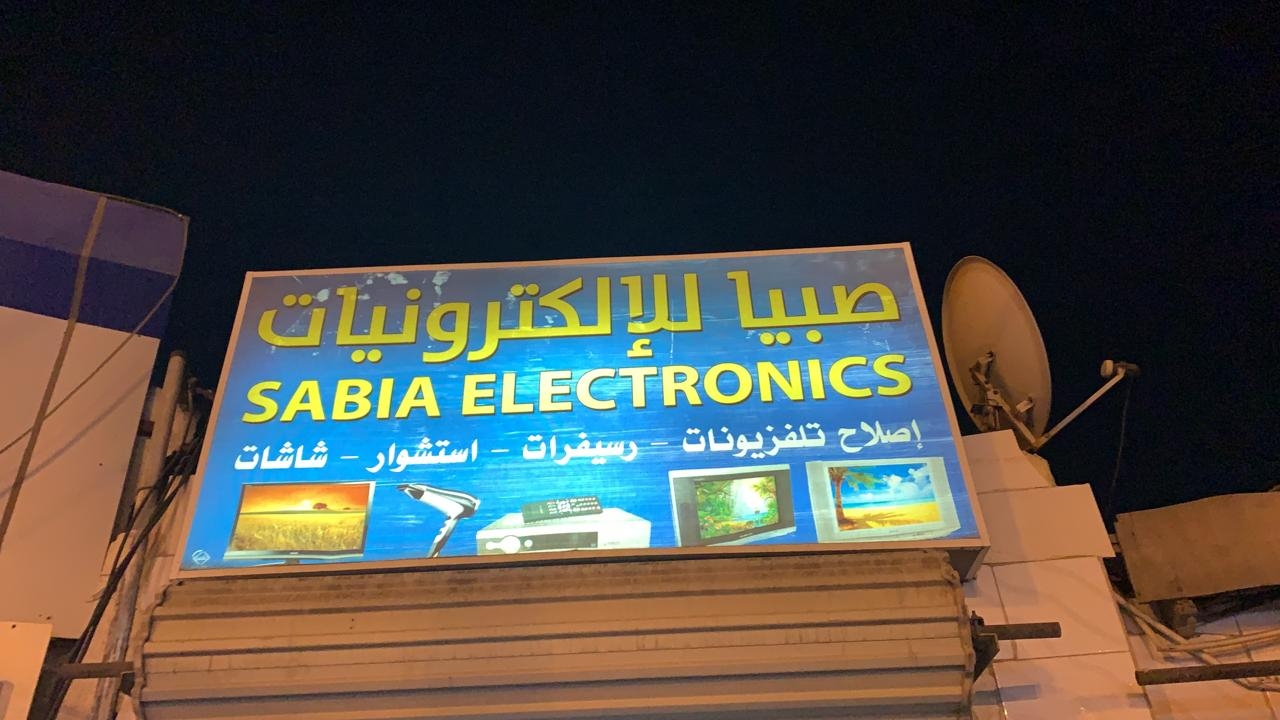 صبيا للإلكترونيات
SABIA ELECTRONICS
إصلاح تلفزيونات - رسيفرات - استشوار - شاشات